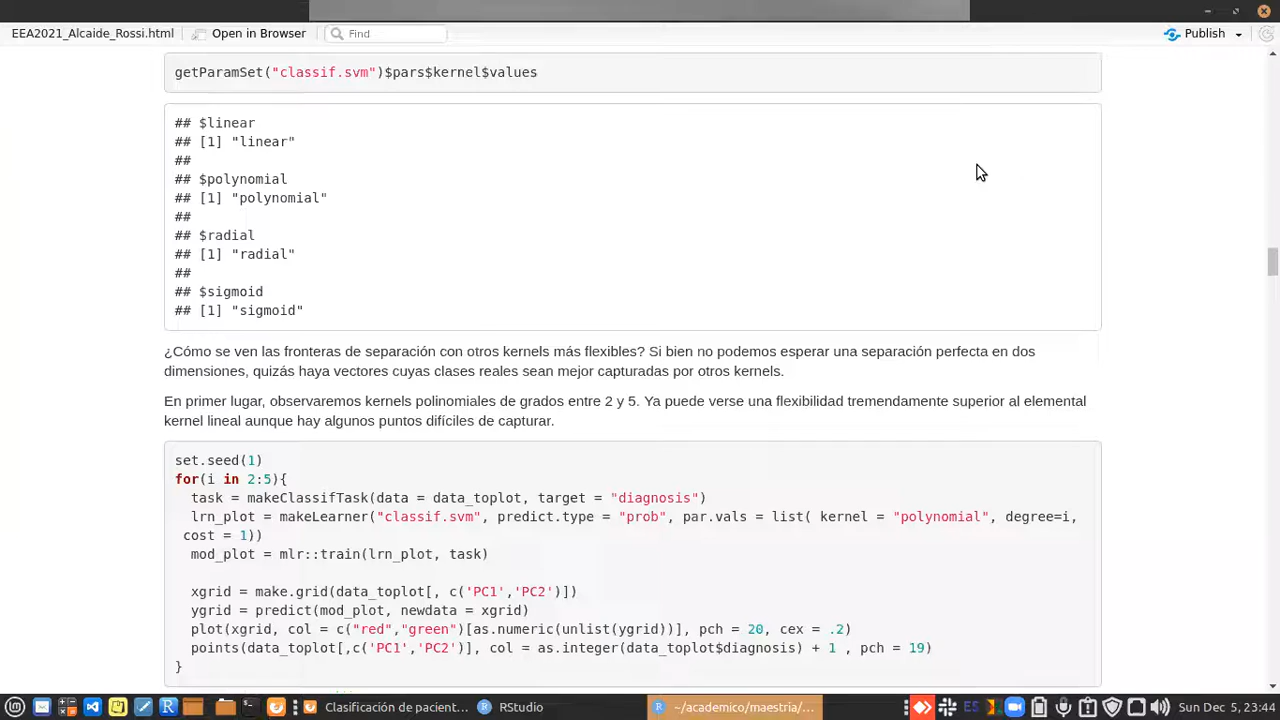 EEA2021_Alcaide_Rossi.html
Open in Browser
Find
Publish
getParamSet("classif.svm")$pars$kernel$values
## $linear
## [1] "linear"
##
## $polynomial
## [1] "polynomial"
##
## $radial
## [1] "radial"
##
## $sigmoid
## [1] "sigmoid"
¿Cómo se ven las fronteras de separación con otros kernels más flexibles? Si bien no podemos esperar una separación perfecta en dos
dimensiones, quizás haya vectores cuyas clases reales sean mejor capturadas por otros kernels.
En primer lugar, observaremos kernels polinomiales de grados entre 2 y 5. Ya puede verse una flexibilidad tremendamente superior al elemental
kernel lineal aunque hay algunos puntos difíciles de capturar.
set.seed(1)
for(i in 2:5){
task = makeClassifTask(data = data_toplot, target = "diagnosis")
lrn_plot = makeLearner("classif.svm", predict.type = "prob", par.vals = list( kernel = "polynomial", degree=i,
cost = 1))
mod_plot = mlr::train(lrn_plot, task)
xgrid = make.grid(data_toplot[, c('PC1','PC2')])
ygrid = predict(mod_plot, newdata = xgrid)
plot(xgrid, col = c("red","green")[as.numeric(unlist(ygrid))], pch = 20, cex = .2)
points(data_toplot[,c('PC1','PC2')], col = as.integer(data_toplot$diagnosis) + 1 , pch = 19)
}
Clasificación de pacient...
RStudio
~/academico/maestria/...
ES
Sun Dec 5, 23:44